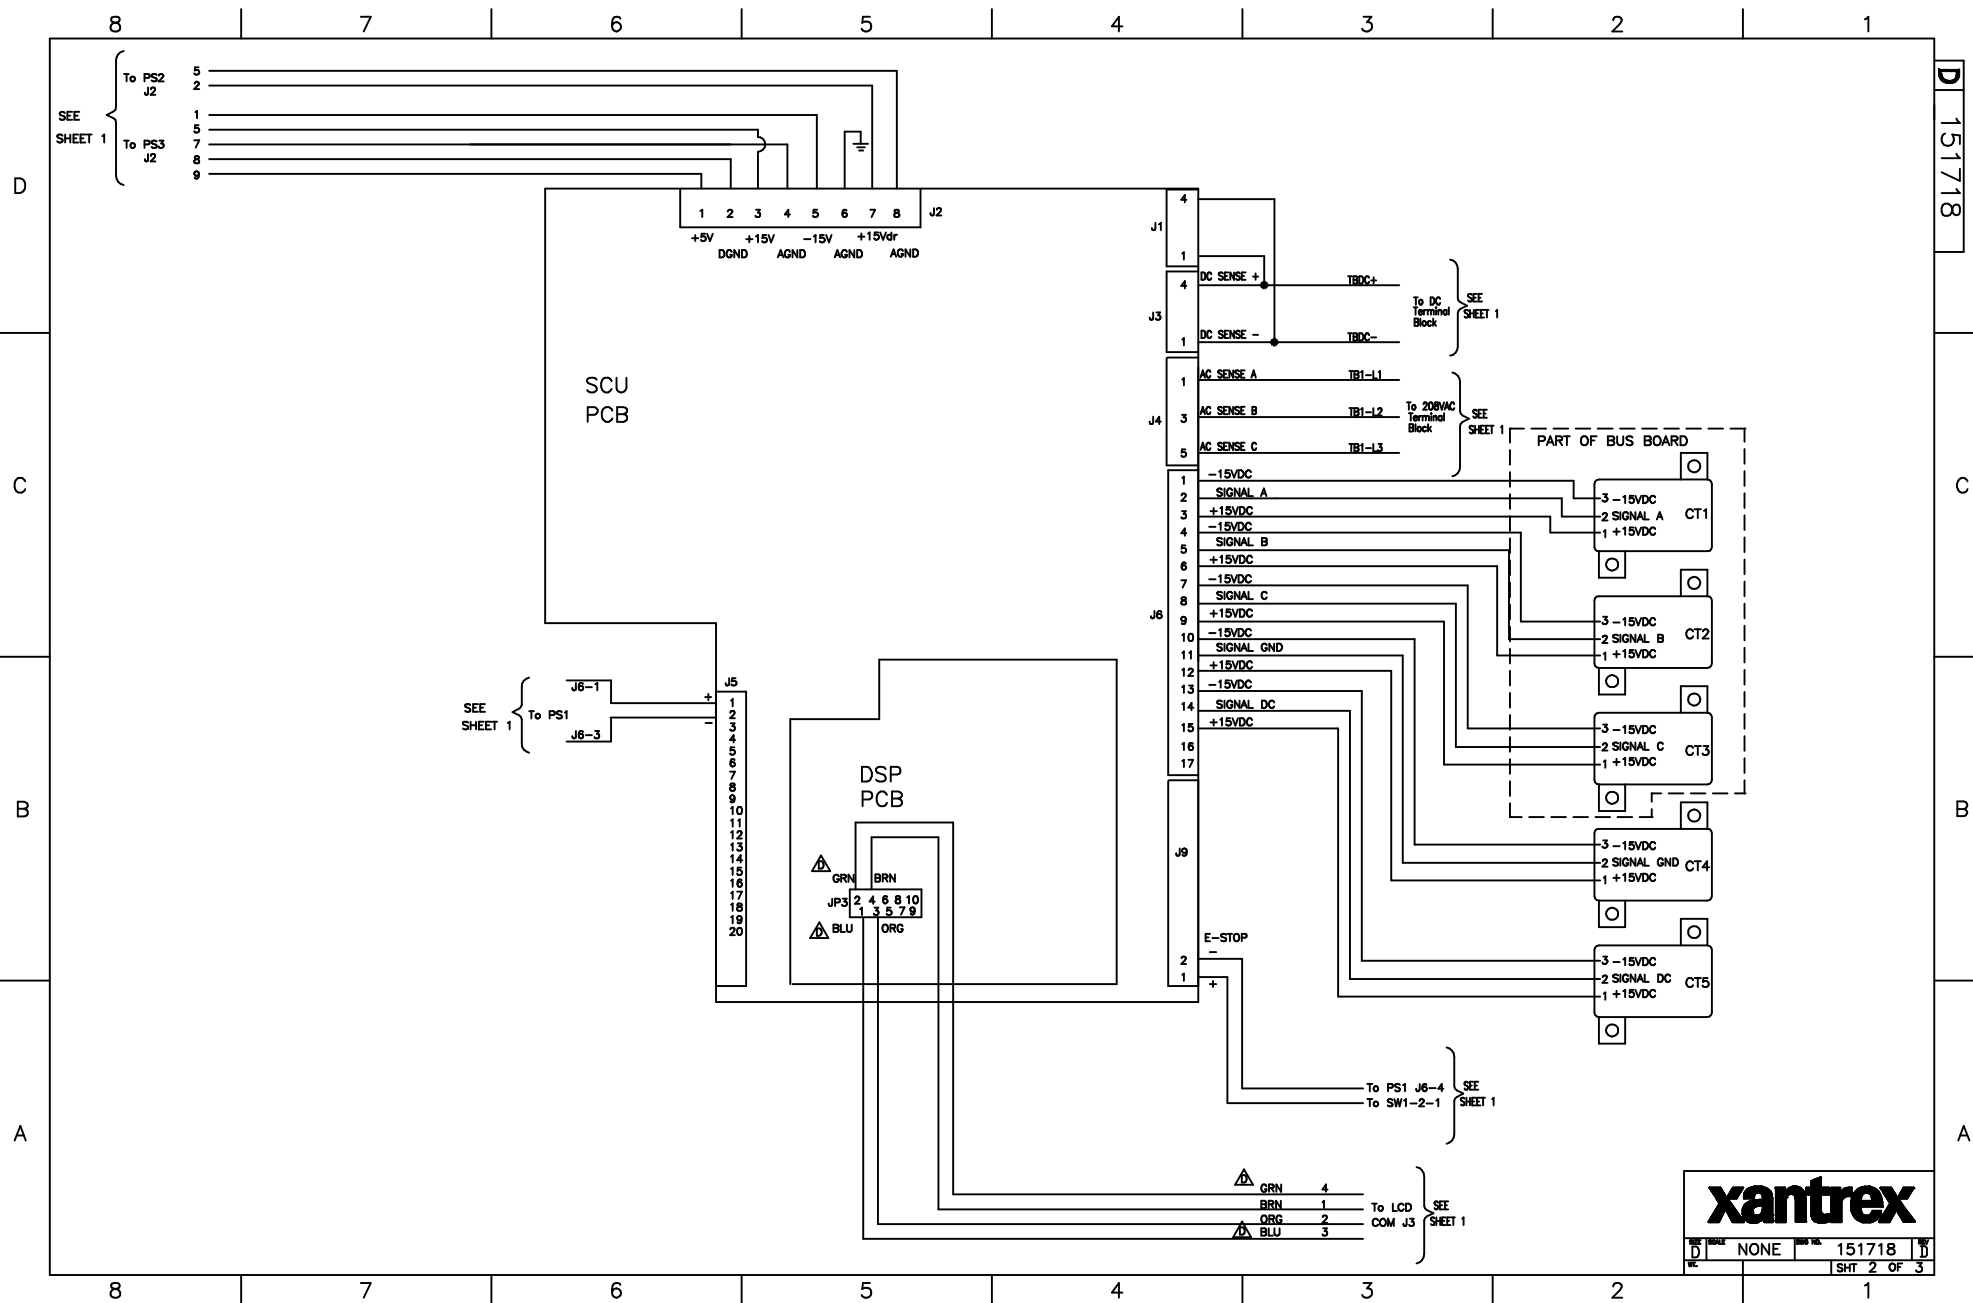 8 7 6 5 4 3 2 1
D
C
B
A
D 151718
SEE
SHEET 1
To PS2
J2
5
2
To PS3
J2
1
5
7
8
9
1 2 3 4 5 6 7 8 J2
+5V +15V -15V +15Vdr
DGND AGND AGND AGND
SCU
PCB
J1
4
1
J3
4 DC SENSE + TBDC+
1 DC SENSE - TBDC-
To DC
Terminal
Block
SEE
SHEET 1
J4
1 AC SENSE A TB1-L1
3 AC SENSE B TB1-L2
5 AC SENSE C TB1-L3
To 208VAC
Terminal
Block
SEE
SHEET 1
J6
1 -15VDC
2 SIGNAL A
3 +15VDC
4 -15VDC
5 SIGNAL B
6 +15VDC
7 -15VDC
8 SIGNAL C
9 +15VDC
10 -15VDC
11 SIGNAL GND
12 +15VDC
13 -15VDC
14 SIGNAL DC
15 +15VDC
16
17
PART OF BUS BOARD
3 -15VDC
2 SIGNAL A CT1
1 +15VDC
3 -15VDC
2 SIGNAL B CT2
1 +15VDC
3 -15VDC
2 SIGNAL C CT3
1 +15VDC
3 -15VDC
2 SIGNAL GND CT4
1 +15VDC
3 -15VDC
2 SIGNAL DC CT5
1 +15VDC
SEE
SHEET 1
To PS1
J6-1
J6-3
J5
+
-
1
2
3
4
5
6
7
8
9
10
11
12
13
14
15
16
17
18
19
20
DSP
PCB
D
GRN BRN
JP3 2 4 6 8 10
1 3 5 7 9
D BLU ORG
J9
E-STOP
2 -
1 +
To PS1 J6-4
To SW1-2-1
SEE
SHEET 1
D
GRN 4
BRN 1
ORG 2
D BLU 3
To LCD
COM J3
SEE
SHEET 1
xantrex
SIZE D SCALE NONE DWG NO. 151718 REV D
WT. SHT 2 OF 3
D
C
B
A
8 7 6 5 4 3 2 1